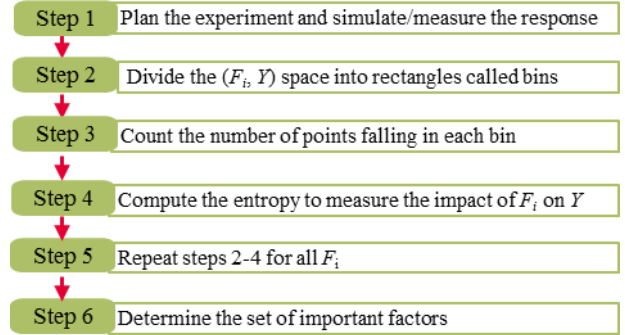 Step 1 Plan the experiment and simulate/measure the response
Step 2 Divide the (Fi, Y) space into rectangles called bins
Step 3 Count the number of points falling in each bin
Step 4 Compute the entropy to measure the impact of Fi on Y
Step 5 Repeat steps 2-4 for all Fi
Step 6 Determine the set of important factors